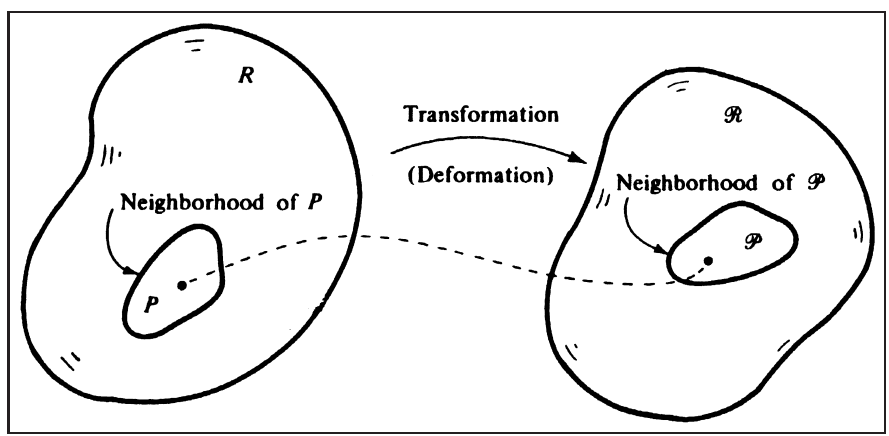 R
Transformation
(Deformation)
ℛ
Neighborhood of P
Neighborhood of 𝒫
P
𝒫